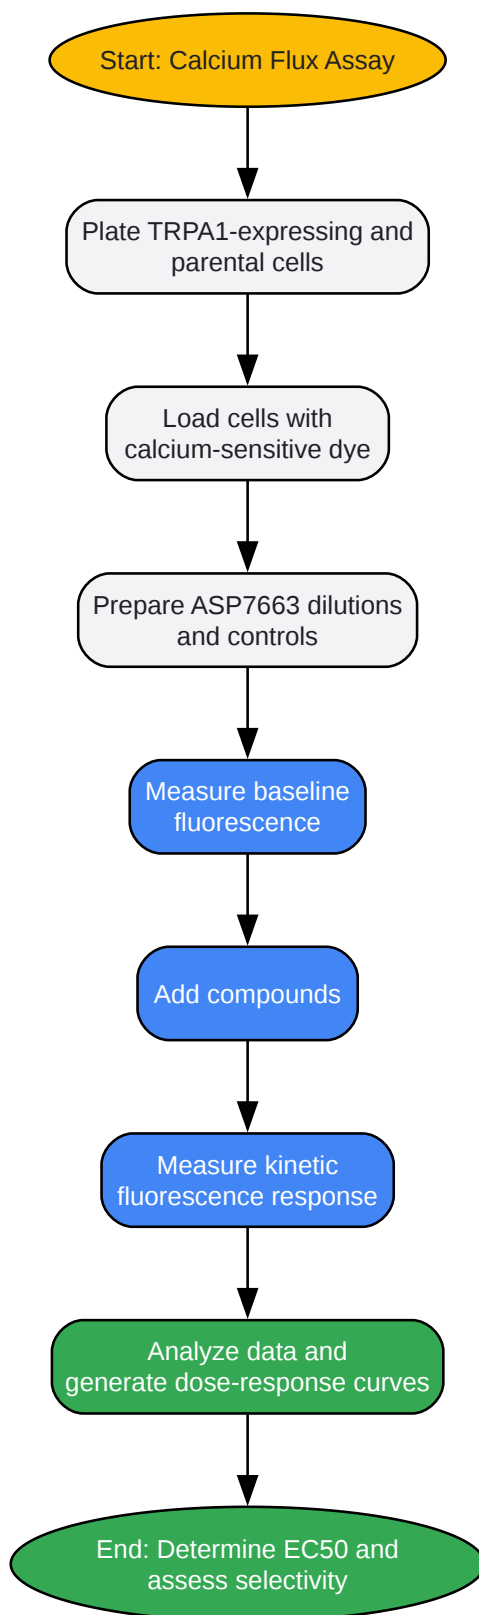 Start: Calcium Flux Assay
Plate TRPA1-expressing and
parental cells
Load cells with
calcium-sensitive dye
Prepare ASP7663 dilutions
and controls
Measure baseline
fluorescence
Add compounds
Measure kinetic
fluorescence response
Analyze data and
generate dose-response curves
End: Determine EC50 and
assess selectivity